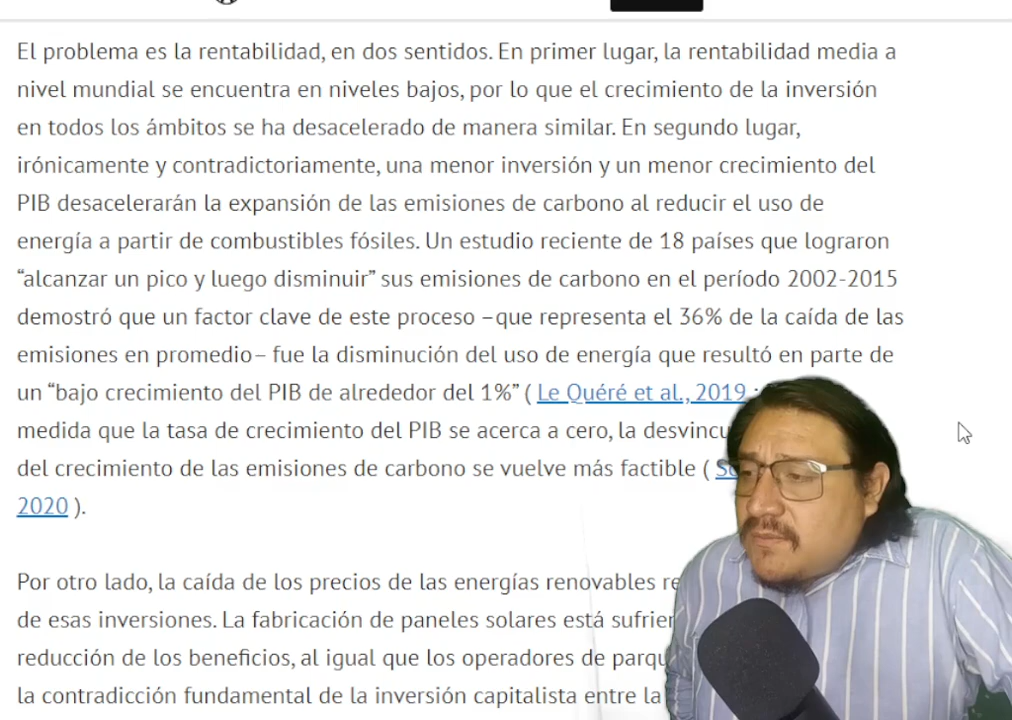 El problema es la rentabilidad, en dos sentidos. En primer lugar, la rentabilidad media a
nivel mundial se encuentra en niveles bajos, por lo que el crecimiento de la inversión
en todos los ámbitos se ha desacelerado de manera similar. En segundo lugar,
irónicamente y contradictoriamente, una menor inversión y un menor crecimiento del
PIB desacelerarán la expansión de las emisiones de carbono al reducir el uso de
energía a partir de combustibles fósiles. Un estudio reciente de 18 países que lograron
“alcanzar un pico y luego disminuir” sus emisiones de carbono en el período 2002-2015
demostró que un factor clave de este proceso –que representa el 36% de la caída de las
emisiones en promedio– fue la disminución del uso de energía que resultó en parte de
un “bajo crecimiento del PIB de alrededor del 1%” ( Le Quéré et al., 2019
medida que la tasa de crecimiento del PIB se acerca a cero, la
del crecimiento de las emisiones de carbono se vuelve más factible (
2020 ).
Por otro lado, la caída de los precios de las energías renovables
de esas inversiones. La fabricación de paneles solares está
reducción de los beneficios, al igual que los operadores de
la contradicción fundamental de la inversión capitalista entre la